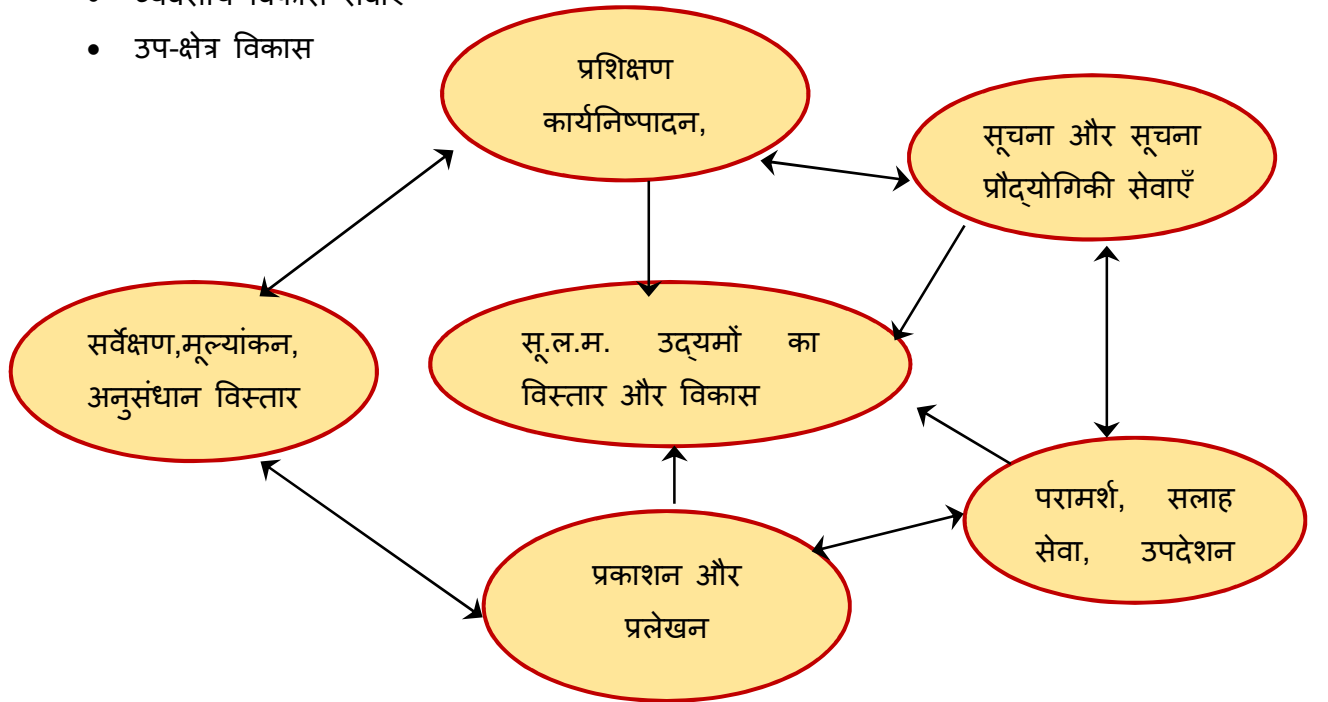 उप-क्षेत्र विकास
प्रशिक्षण
कार्यनिष्पादन,
सूचना और सूचना
प्रौद्योगिकी सेवाएँ
सर्वेक्षण,मूल्यांकन,
अनुसंधान विस्तार
सू.ल.म. उद्यमों का
विस्तार और विकास
परामर्श, सलाह
सेवा, उपदेशन
प्रकाशन और
प्रलेखन